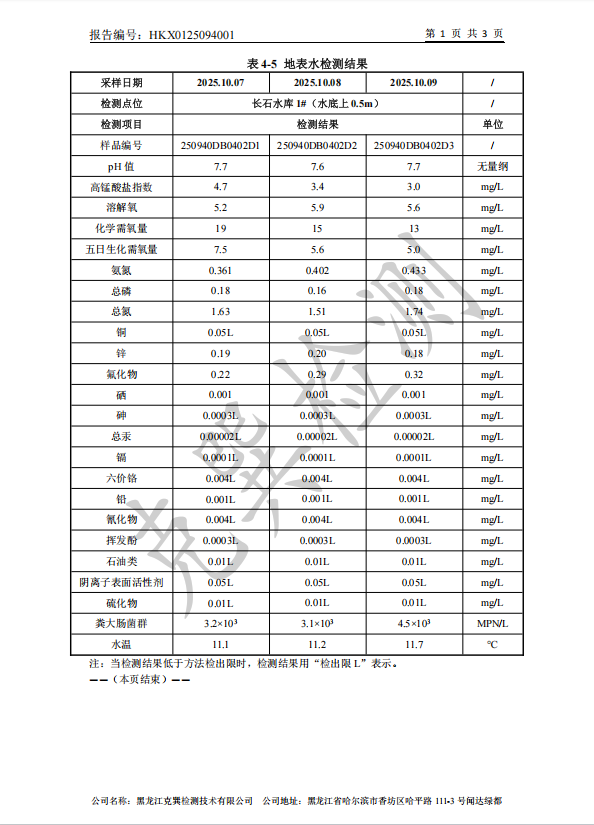 报告编号：HKX0125094001 第 1 页 共 3 页
表 4-5 地表水检测结果
采样日期 2025.10.07 2025.10.08 2025.10.09 /
检测点位 长石水库 1#（水底上 0.5m） /
检测项目 检测结果 单位
样品编号 250940DB0402D1 250940DB0402D2 250940DB0402D3 /
pH 值 7.7 7.6 7.7 无量纲
高锰酸盐指数 4.7 3.4 3.0 mg/L
溶解氧 5.2 5.9 5.6 mg/L
化学需氧量 19 15 13 mg/L
五日生化需氧量 7.5 5.6 5.0 mg/L
氨氮 0.361 0.402 0.433 mg/L
总磷 0.18 0.16 0.18 mg/L
总氮 1.63 1.51 1.74 mg/L
铜 0.05L 0.05L 0.05L mg/L
锌 0.19 0.20 0.18 mg/L
氟化物 0.22 0.29 0.32 mg/L
硒 0.001 0.001 0.001 mg/L
砷 0.0003L 0.0003L 0.0003L mg/L
总汞 0.00002L 0.00002L 0.00002L mg/L
镉 0.0001L 0.0001L 0.0001L mg/L
六价铬 0.004L 0.004L 0.004L mg/L
铅 0.001L 0.001L 0.001L mg/L
氰化物 0.004L 0.004L 0.004L mg/L
挥发酚 0.0003L 0.0003L 0.0003L mg/L
石油类 0.01L 0.01L 0.01L mg/L
阴离子表面活性剂 0.05L 0.05L 0.05L mg/L
硫化物 0.01L 0.01L 0.01L mg/L
粪大肠菌群 3.2×10³ 3.1×10³ 4.5×10³ MPN/L
水温 11.1 11.2 11.7 ℃
注：当检测结果低于方法检出限时，检测结果用“检出限 L”表示。
——（本页结束）——
克巽检测
公司名称：黑龙江克巽检测技术有限公司 公司地址：黑龙江省哈尔滨市香坊区哈平路 111-3 号闻达绿都